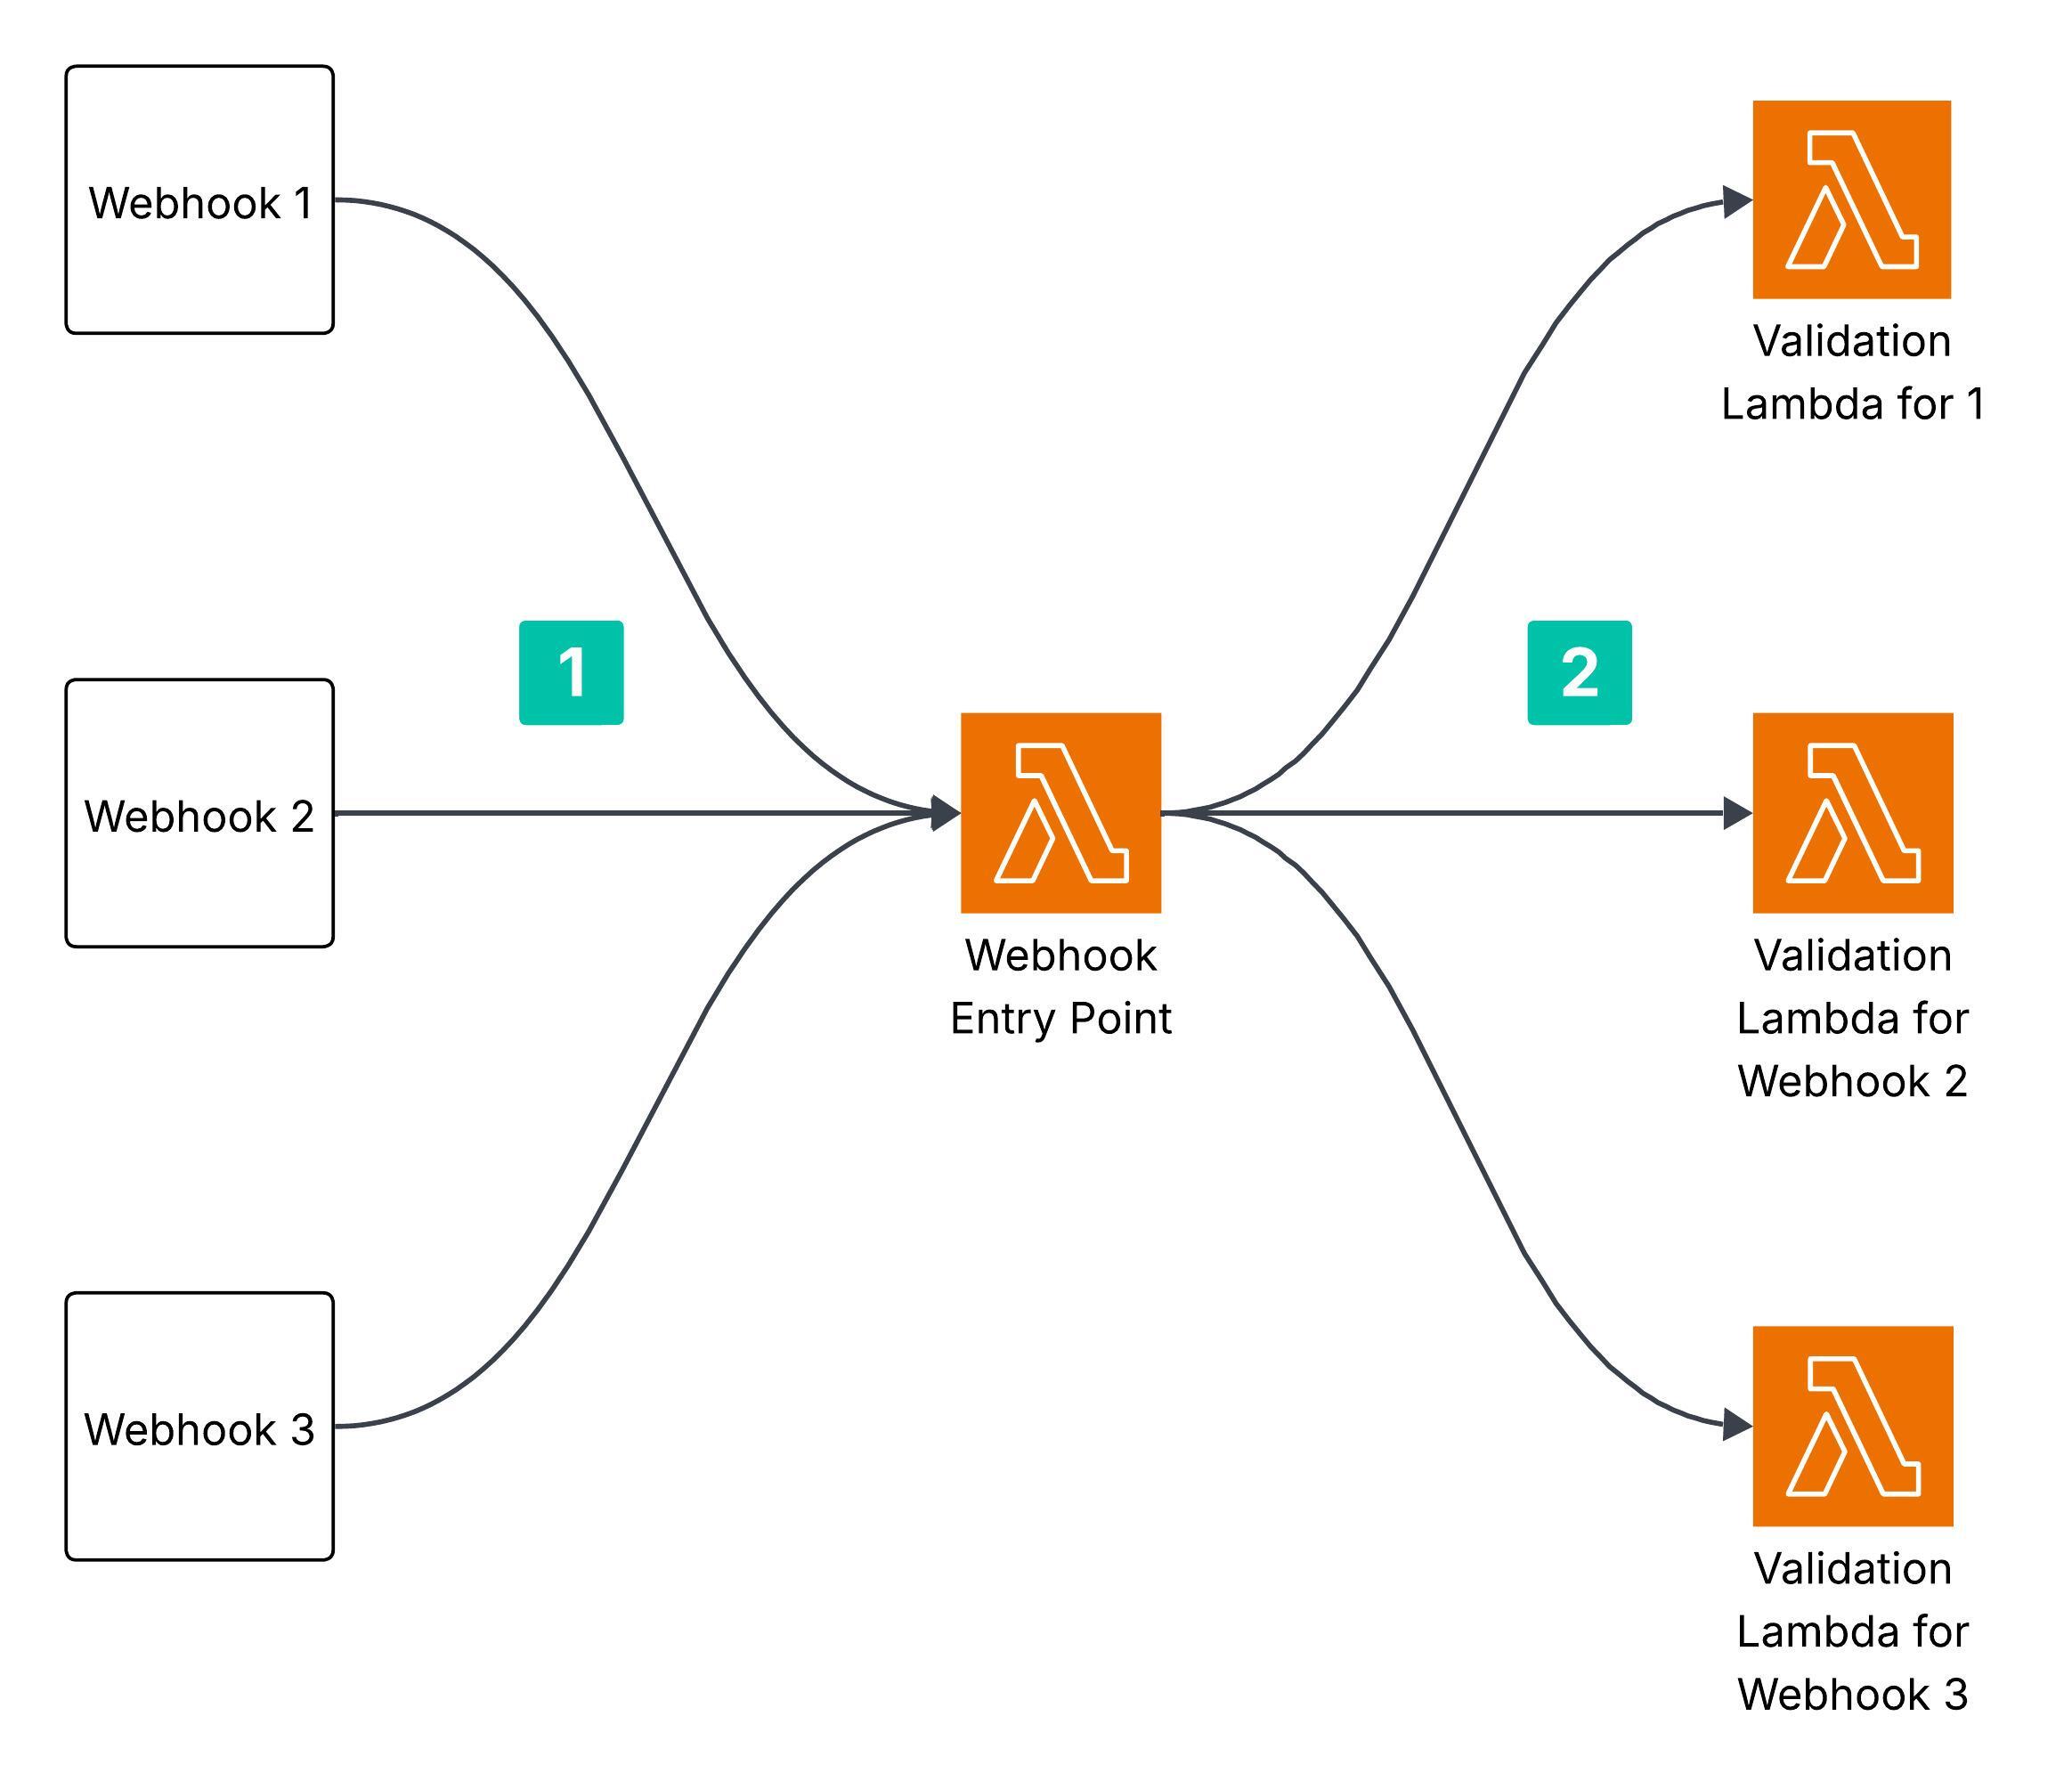 Webhook 1
Validation
Lambda for 1
1
2
Webhook 2
Webhook
Entry Point
Validation
Lambda for
Webhook 2
Webhook 3
Validation
Lambda for
Webhook 3